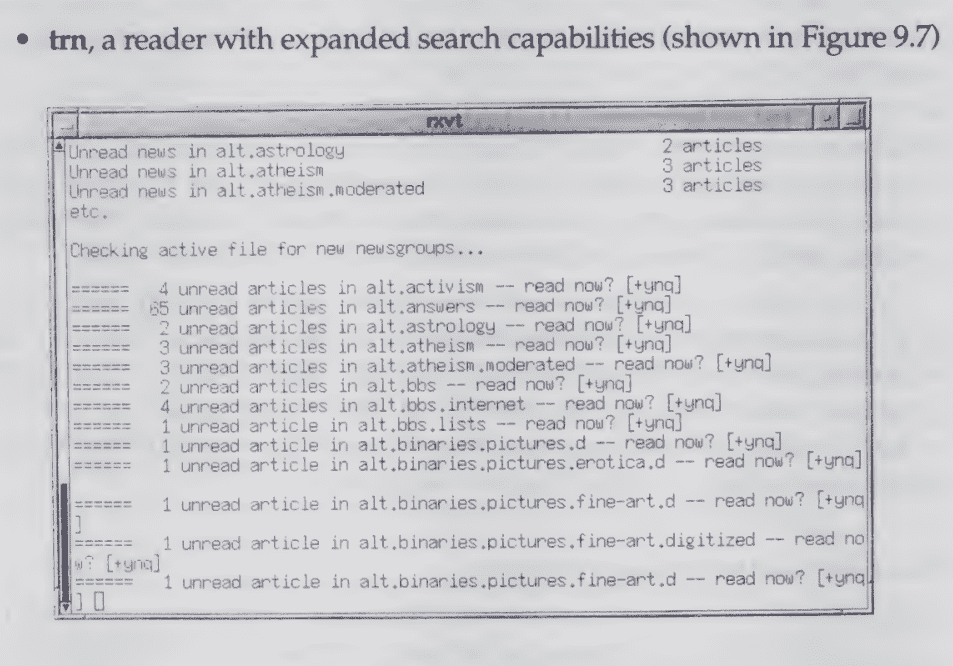 • trn, a reader with expanded search capabilities (shown in Figure 9.7)
rxvt
Unread news in alt.astrology 2 articles
Unread news in alt.atheism 3 articles
Unread news in alt.atheism.moderated 3 articles
etc.
Checking active file for new newsgroups...
====== 4 unread articles in alt.activism -- read now? [+ynq]
====== 65 unread articles in alt.answers -- read now? [+ynq]
====== 2 unread articles in alt.astrology -- read now? [+ynq]
====== 3 unread articles in alt.atheism -- read now? [+ynq]
====== 3 unread articles in alt.atheism.moderated -- read now? [+ynq]
====== 2 unread articles in alt.bbs -- read now? [+ynq]
====== 4 unread articles in alt.bbs.internet -- read now? [+ynq]
====== 1 unread article in alt.bbs.lists -- read now? [+ynq]
====== 1 unread article in alt.binaries.pictures.d -- read now? [+ynq]
====== 1 unread article in alt.binaries.pictures.erotica.d -- read now? [+ynq]
====== 1 unread article in alt.binaries.pictures.fine-art.d -- read now? [+ynq
]
====== 1 unread article in alt.binaries.pictures.fine-art.digitized -- read no
w? [+ynq]
====== 1 unread article in alt.binaries.pictures.fine-art.d -- read now? [+ynq
]